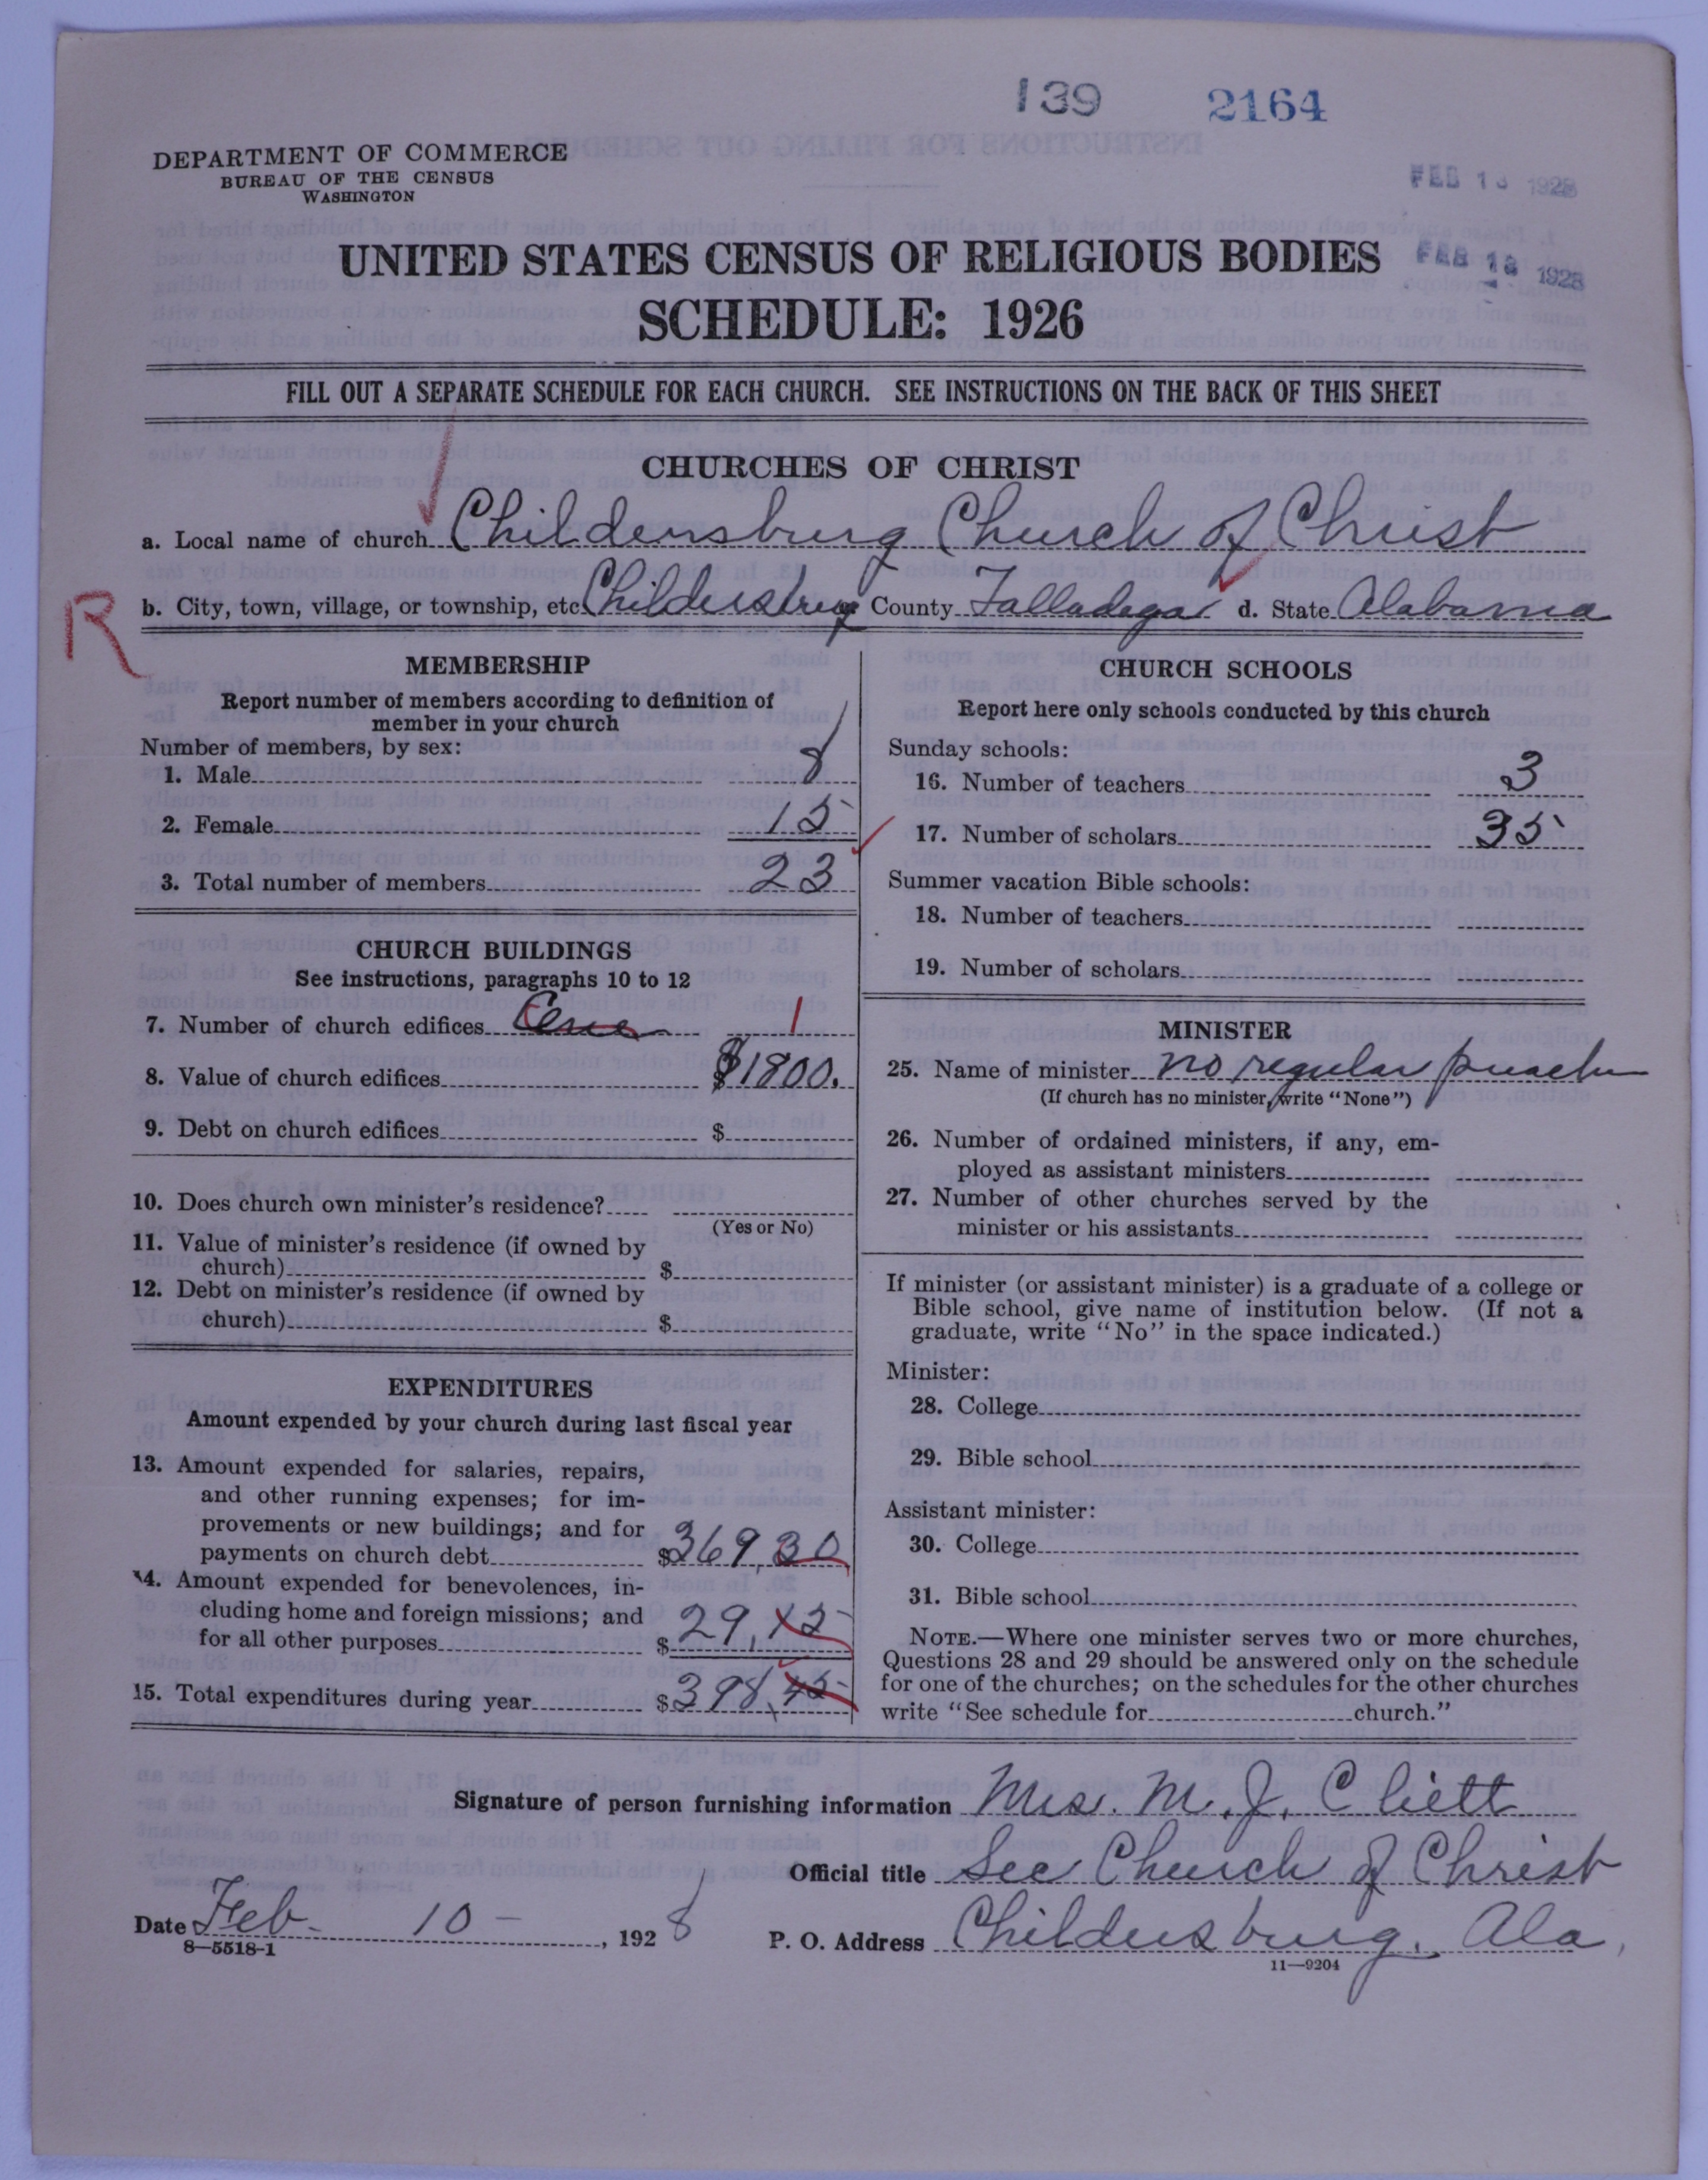 139 2164
DEPARTMENT OF COMMERCE
BUREAU OF THE CENSUS
WASHINGTON
FEB 1 1928
UNITED STATES CENSUS OF RELIGIOUS BODIES
FEB 1 1928
SCHEDULE: 1926
FILL OUT A SEPARATE SCHEDULE FOR EACH CHURCH. SEE INSTRUCTIONS ON THE BACK OF THIS SHEET
CHURCHES OF CHRIST
a. Local name of church Childersburg Church of Christ
R
b. City, town, village, or township, etc. Childersburg County Talladega d. State Alabama
MEMBERSHIP
Report number of members according to definition of
member in your church
Number of members, by sex:
1. Male 8
2. Female 15
3. Total number of members 23
CHURCH BUILDINGS
See instructions, paragraphs 10 to 12
7. Number of church edifices 1
8. Value of church edifices $1800.
9. Debt on church edifices $
10. Does church own minister's residence?
(Yes or No)
11. Value of minister's residence (if owned by
church) $
12. Debt on minister's residence (if owned by
church) $
EXPENDITURES
Amount expended by your church during last fiscal year
13. Amount expended for salaries, repairs,
and other running expenses; for im-
provements or new buildings; and for
payments on church debt $369,30
14. Amount expended for benevolences, in-
cluding home and foreign missions; and
for all other purposes $29,15
15. Total expenditures during year $398,45
CHURCH SCHOOLS
Report here only schools conducted by this church
Sunday schools:
16. Number of teachers 3
17. Number of scholars 35
Summer vacation Bible schools:
18. Number of teachers
19. Number of scholars
MINISTER
25. Name of minister no regular preacher
(If church has no minister, write "None")
26. Number of ordained ministers, if any, em-
ployed as assistant ministers
27. Number of other churches served by the
minister or his assistants
If minister (or assistant minister) is a graduate of a college or
Bible school, give name of institution below. (If not a
graduate, write "No" in the space indicated.)
Minister:
28. College
29. Bible school
Assistant minister:
30. College
31. Bible school
NOTE.—Where one minister serves two or more churches,
Questions 28 and 29 should be answered only on the schedule
for one of the churches; on the schedules for the other churches
write "See schedule for church."
Signature of person furnishing information Mrs. M. J. Cliett
Official title Sec Church of Christ
Date Feb. 10 - , 1928
8—5518-1
P. O. Address Childersburg, Ala,
11—9204